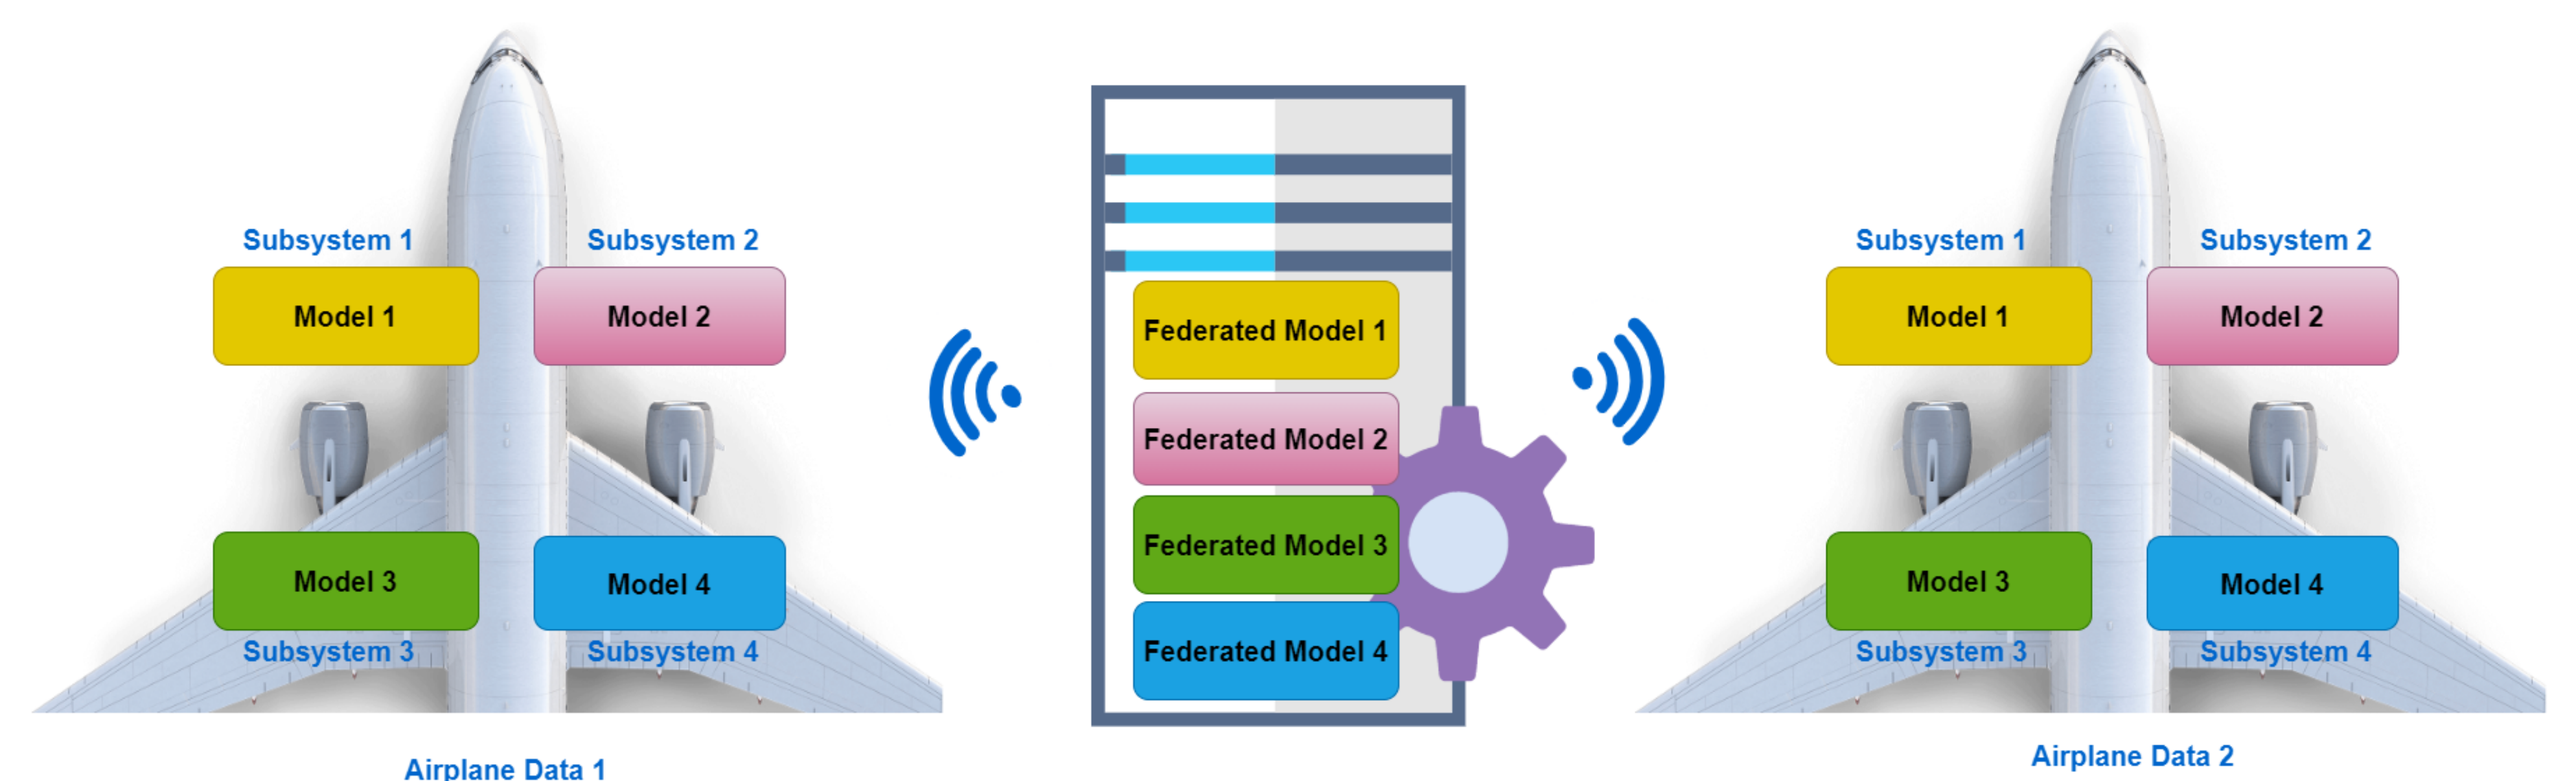 Subsystem 1
Subsystem 2
Model 1
Model 2
Model 3
Model 4
Subsystem 3
Subsystem 4
Airplane Data 1
Federated Model 1
Federated Model 2
Federated Model 3
Federated Model 4
Subsystem 1
Subsystem 2
Model 1
Model 2
Model 3
Model 4
Subsystem 3
Subsystem 4
Airplane Data 2